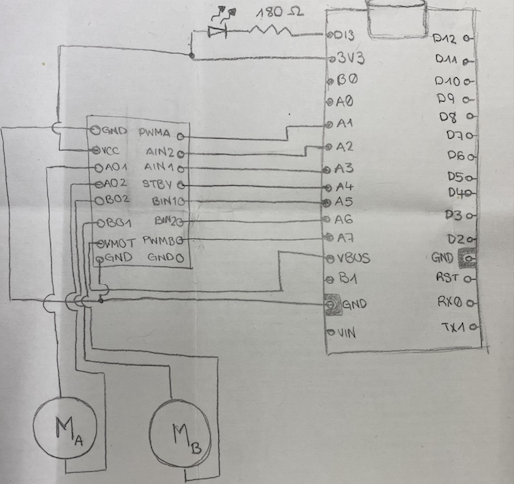 180 Ω
D13
3V3
B0
A0
A1
A2
A3
A4
A5
A6
A7
VBUS
B1
GND
VIN
D12
D11
D10
D9
D8
D7
D6
D5
D4
D3
D2
GND
RST
RX0
TX1
GND PWMA
VCC AIN2
AO1 AIN1
AO2 STBY
BO2 BIN1
BO1 BIN2
VMOT PWMB
GND GND
MA
MB